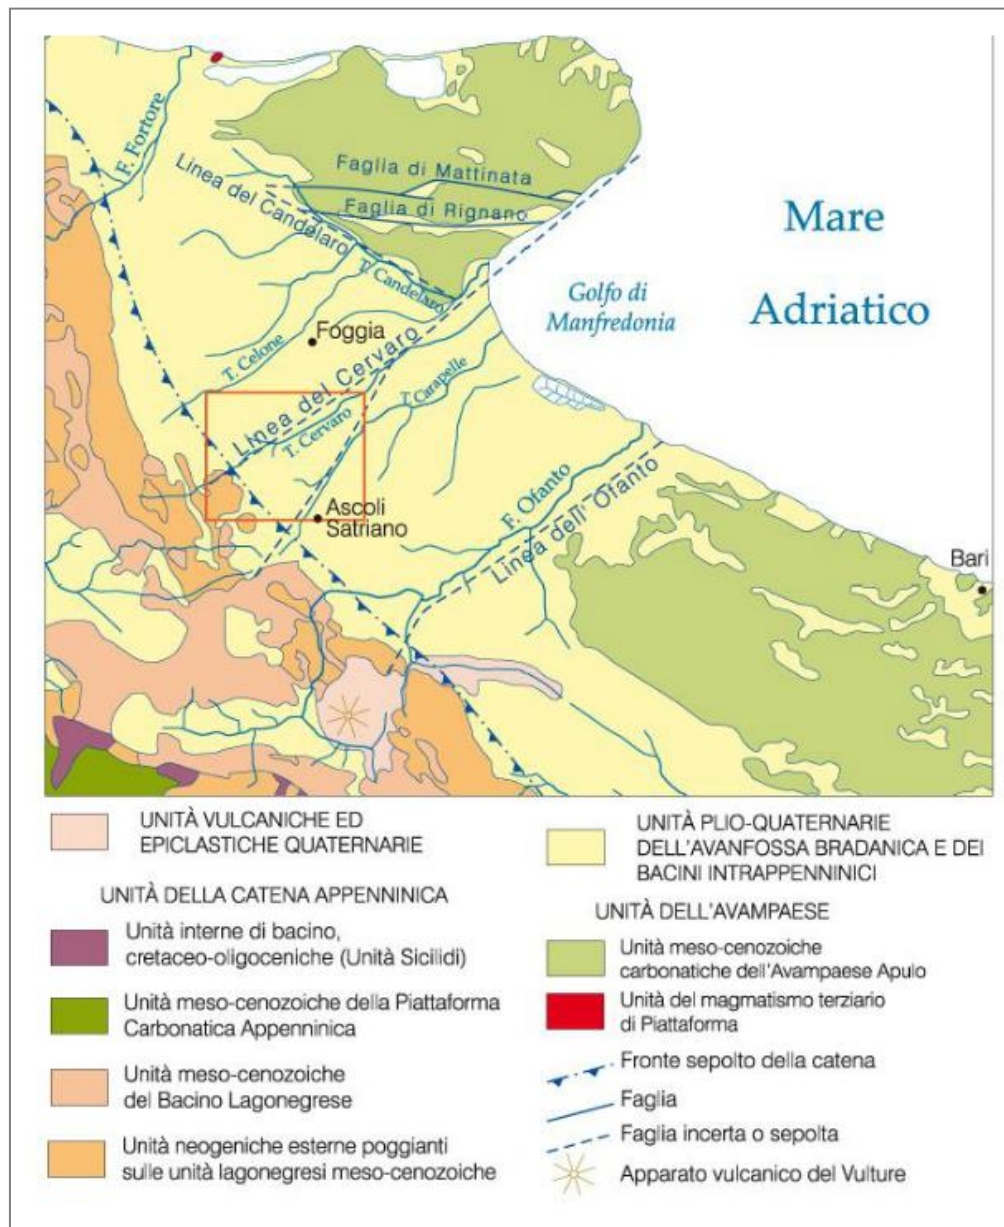 F. Fortore
Linea del Candelaro
Faglia di Mattinata
Faglia di Rignano
T. Candelaro
Mare
Adriatico
Golfo di
Manfredonia
Foggia
T. Celone
Linea del Cervaro
T. Cervaro
T. Carapelle
Ascoli
Satriano
F. Ofanto
Linea dell'Ofanto
Bari
UNITÀ VULCANICHE ED
EPICLASTICHE QUATERNARIE
UNITÀ DELLA CATENA APPENNINICA
Unità interne di bacino,
cretaceo-oligoceniche (Unità Sicilidi)
Unità meso-cenozoiche della Piattaforma
Carbonatica Appenninica
Unità meso-cenozoiche
del Bacino Lagonegrese
Unità neogeniche esterne poggianti
sulle unità lagonegresi meso-cenozoiche
UNITÀ PLIO-QUATERNARIE
DELL'AVANFOSSA BRADANICA E DEI
BACINI INTRAPPENNINICI
UNITÀ DELL'AVAMPAESE
Unità meso-cenozoiche
carbonatiche dell'Avampaese Apulo
Unità del magmatismo terziario
di Piattaforma
Fronte sepolto della catena
Faglia
Faglia incerta o sepolta
Apparato vulcanico del Vulture